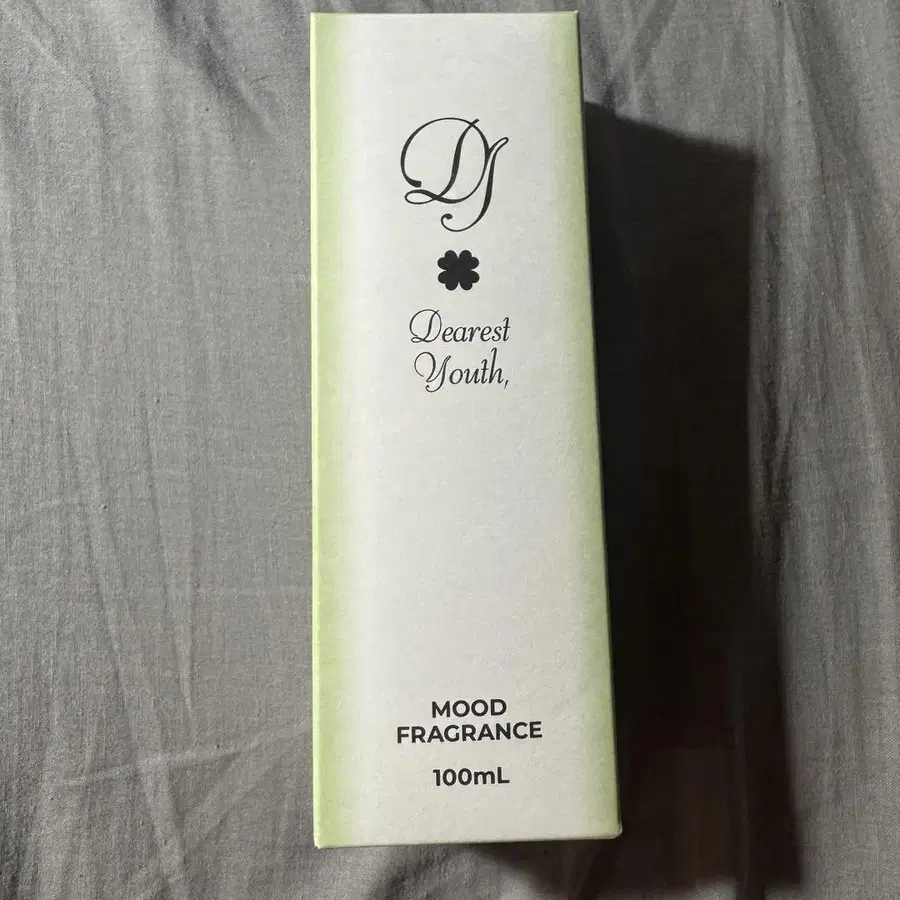 DY
Dearest
Youth,
MOOD
FRAGRANCE
100mL